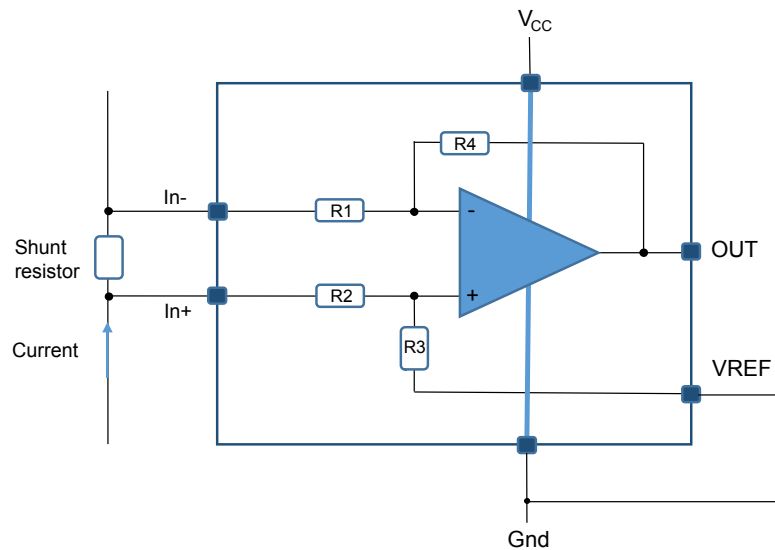 VCC
R4
In-
R1
-
Shunt
resistor
OUT
In+
R2
+
R3
Current
VREF
Gnd